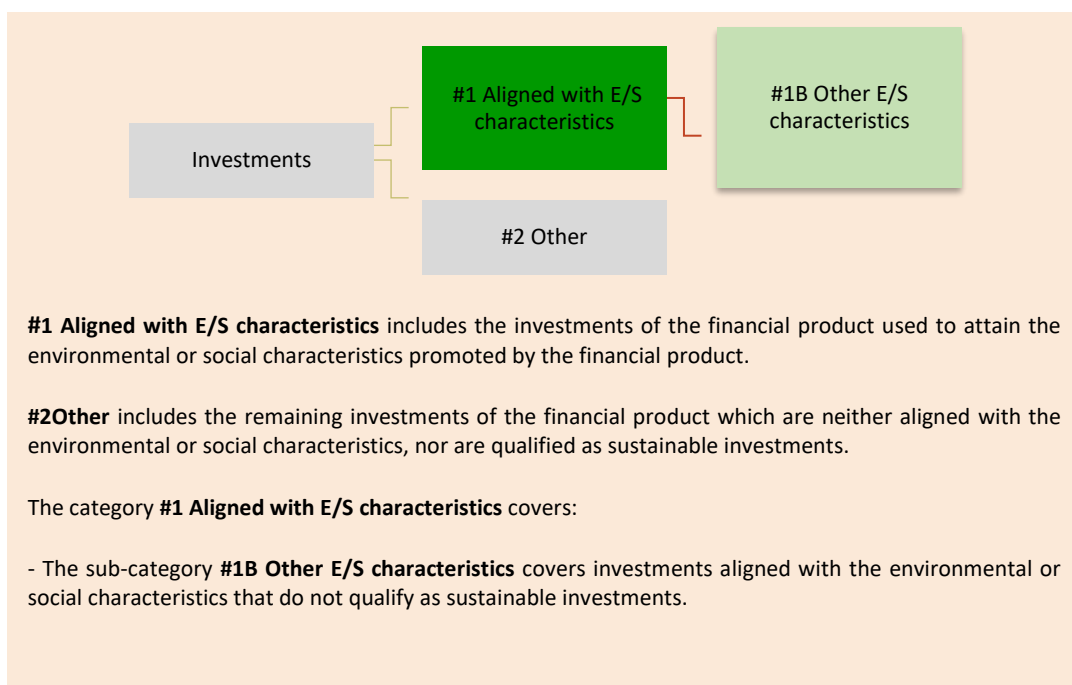 #1 Aligned with E/S
characteristics
#1B Other E/S
characteristics
Investments
#2 Other
#1 Aligned with E/S characteristics includes the investments of the financial product used to attain the
environmental or social characteristics promoted by the financial product.
#2Other includes the remaining investments of the financial product which are neither aligned with the
environmental or social characteristics, nor are qualified as sustainable investments.
The category #1 Aligned with E/S characteristics covers:
- The sub-category #1B Other E/S characteristics covers investments aligned with the environmental or
social characteristics that do not qualify as sustainable investments.